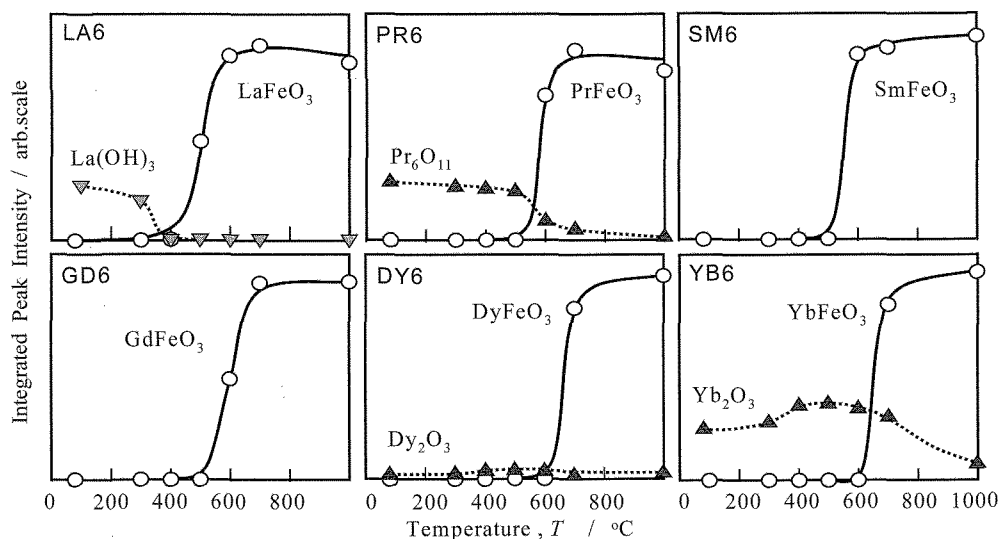 Integrated Peak Intensity / arb.scale
LA6
LaFeO₃
La(OH)₃
PR6
PrFeO₃
Pr₆O₁₁
SM6
SmFeO₃
GD6
GdFeO₃
DY6
DyFeO₃
Dy₂O₃
YB6
YbFeO₃
Yb₂O₃
0 200 400 600 800 0 200 400 600 800 0 200 400 600 800 1000
Temperature , T / °C